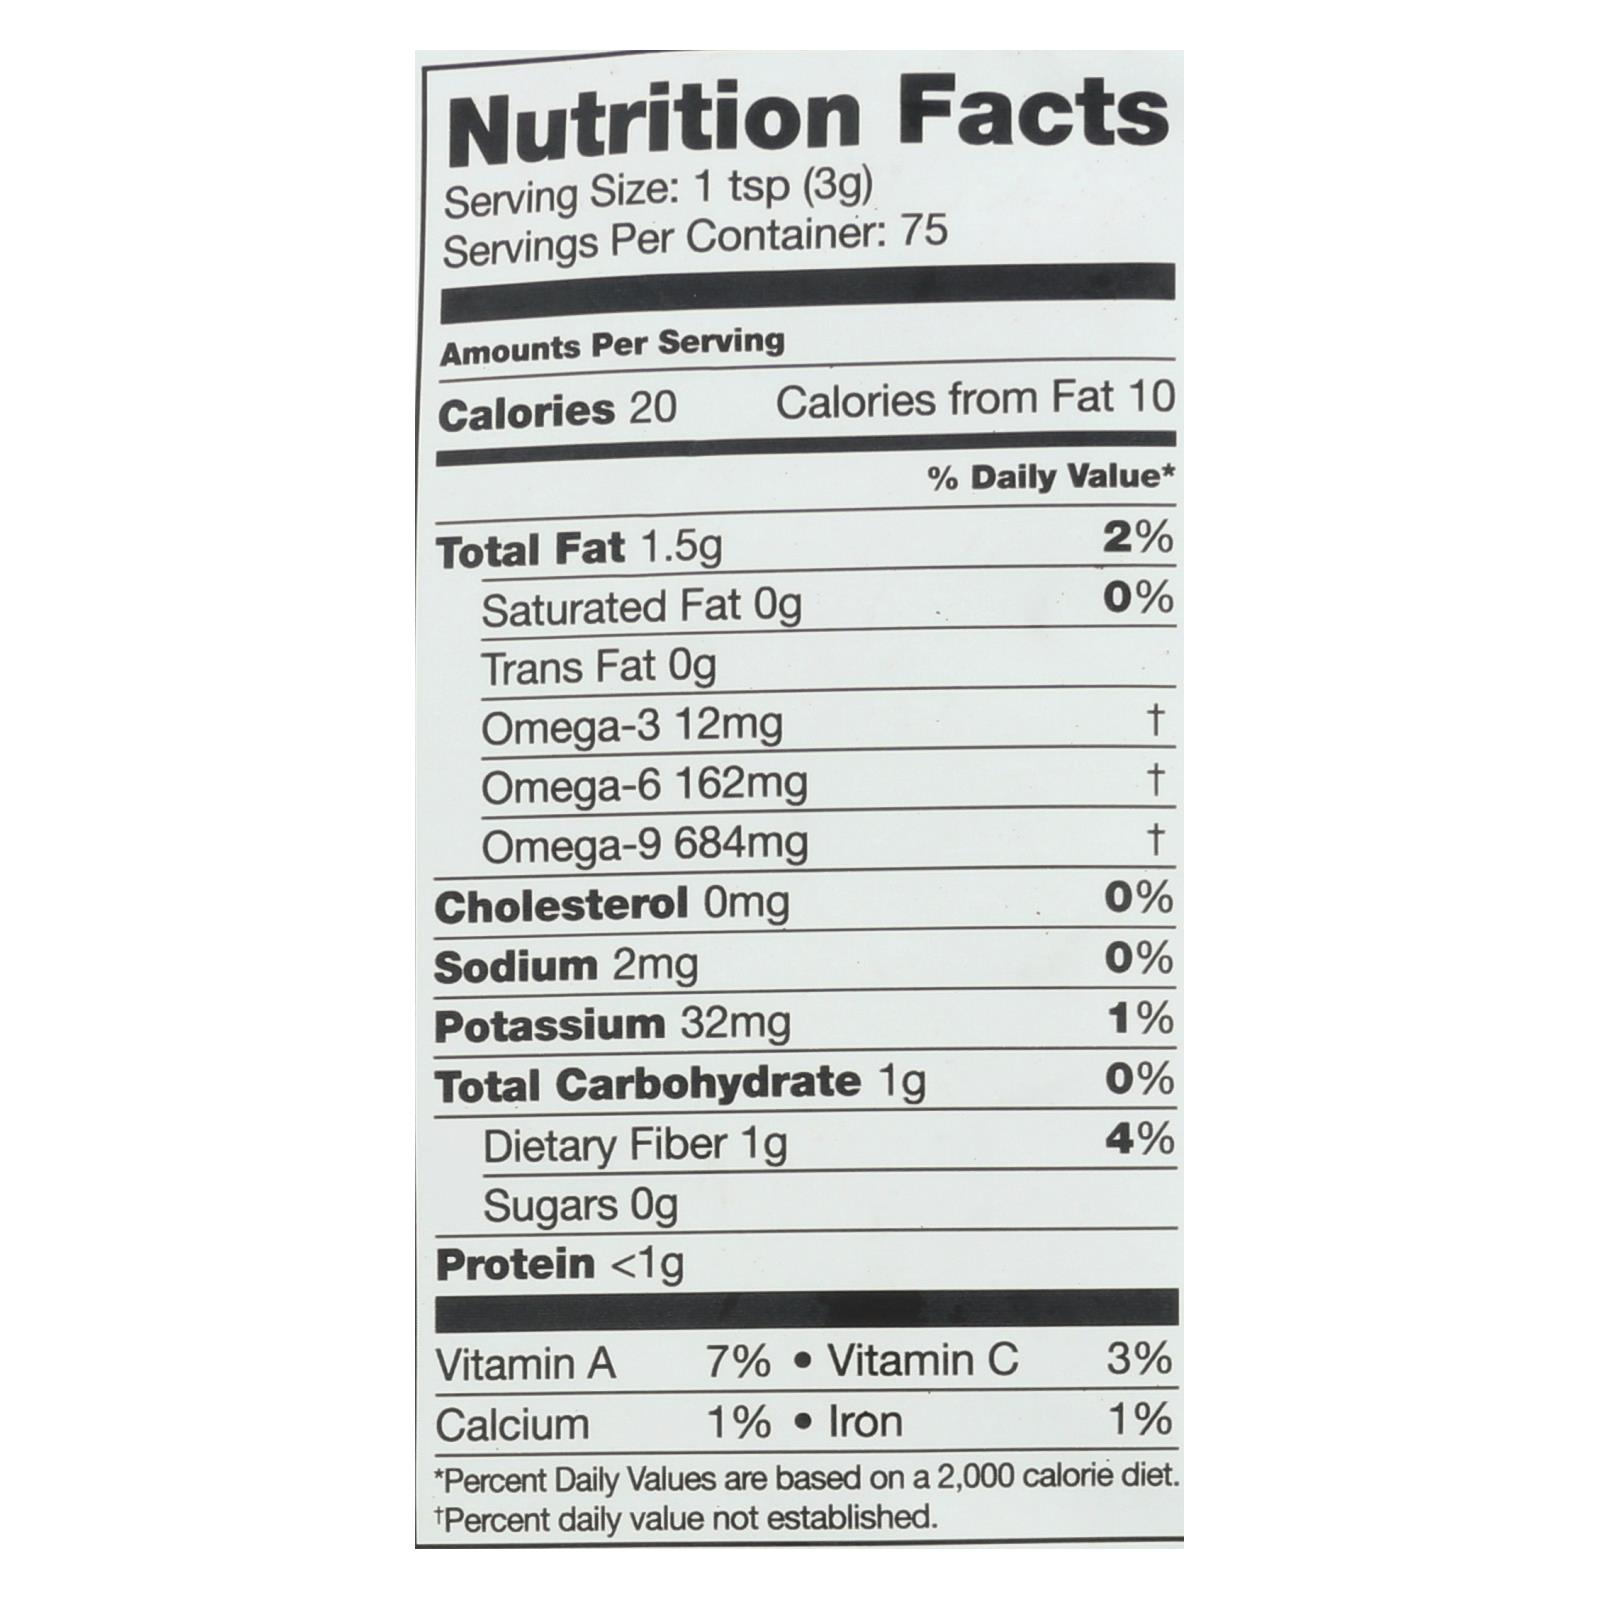 Nutrition Facts
Serving Size: 1 tsp (3g)
Servings Per Container: 75
Amounts Per Serving
Calories 20 Calories from Fat 10
% Daily Value*
Total Fat 1.5g 2%
Saturated Fat 0g 0%
Trans Fat 0g
Omega-3 12mg †
Omega-6 162mg †
Omega-9 684mg †
Cholesterol 0mg 0%
Sodium 2mg 0%
Potassium 32mg 1%
Total Carbohydrate 1g 0%
Dietary Fiber 1g 4%
Sugars 0g
Protein <1g
Vitamin A 7% • Vitamin C 3%
Calcium 1% • Iron 1%
*Percent Daily Values are based on a 2,000 calorie diet.
†Percent daily value not established.